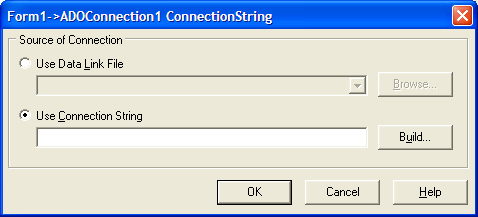 Form1->ADOConnection1 ConnectionString
Source of Connection
Use Data Link File
Browse...
Use Connection String
Build...
OK Cancel Help